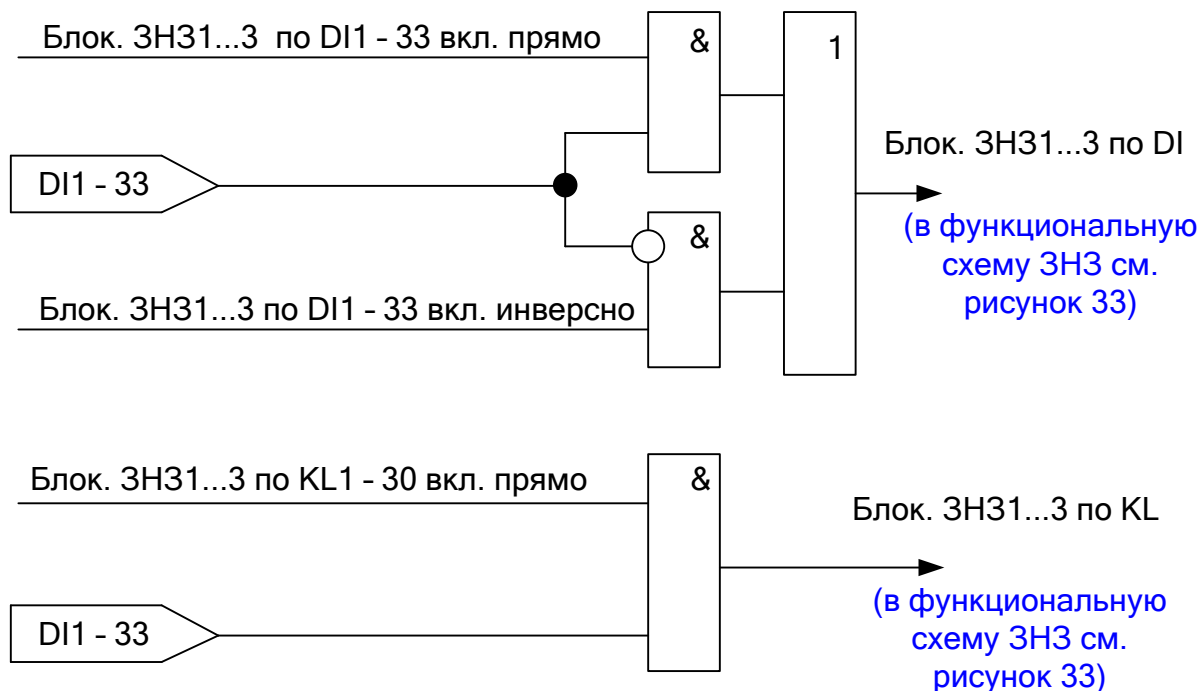 Блок. ЗНЗ1...3 по DI1 – 33 вкл. прямо
&
1
DI1 – 33
Блок. ЗНЗ1...3 по DI
(в функциональную
схему ЗНЗ см.
рисунок 33)
&
Блок. ЗНЗ1...3 по DI1 – 33 вкл. инверсно
Блок. ЗНЗ1...3 по KL1 – 30 вкл. прямо
&
Блок. ЗНЗ1...3 по KL
(в функциональную
схему ЗНЗ см.
рисунок 33)
DI1 – 33